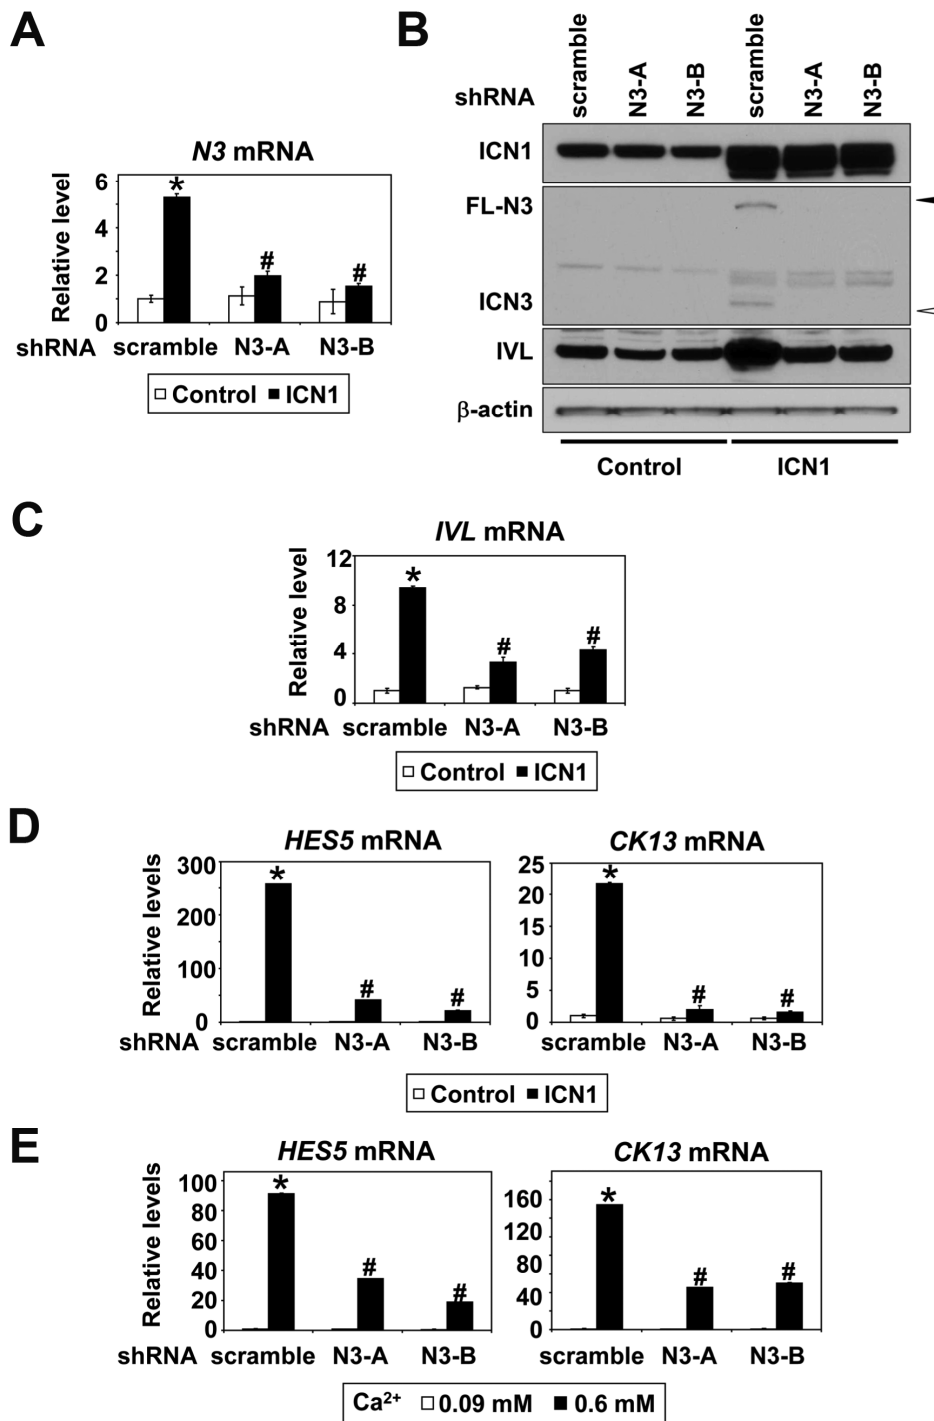 A
N3 mRNA
Relative level
6
4
2
0
*
#
#
shRNA scramble N3-A N3-B
Control ICN1
B
shRNA
scramble
N3-A
N3-B
scramble
N3-A
N3-B
ICN1
FL-N3
ICN3
IVL
β-actin
Control ICN1
C
IVL mRNA
Relative level
12
8
4
0
*
#
#
shRNA scramble N3-A N3-B
Control ICN1
D
HES5 mRNA
Relative levels
300
200
100
0
*
#
#
shRNA scramble N3-A N3-B
CK13 mRNA
25
20
15
10
5
0
*
#
#
scramble N3-A N3-B
Control ICN1
E
HES5 mRNA
Relative levels
100
80
60
40
20
0
*
#
#
shRNA scramble N3-A N3-B
CK13 mRNA
160
120
80
40
0
*
#
#
scramble N3-A N3-B
Ca²⁺ 0.09 mM 0.6 mM